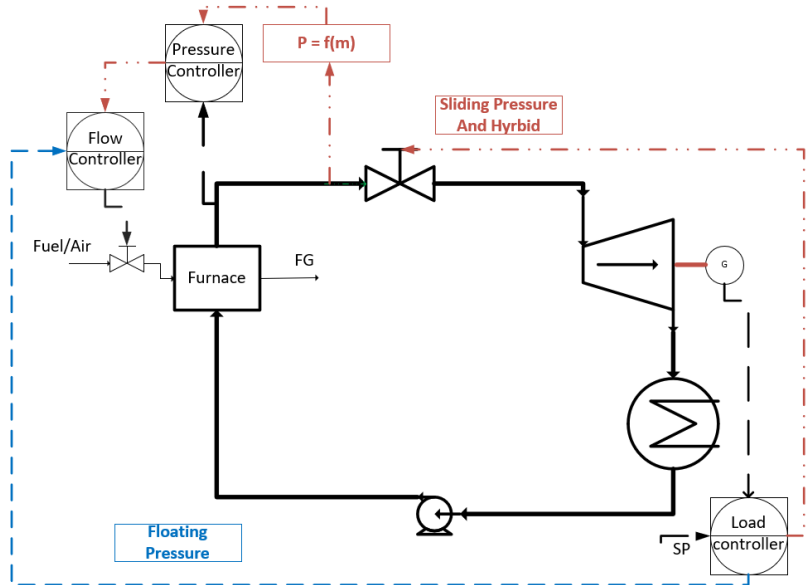 Pressure
Controller
P = f(m)
Sliding Pressure
And Hyrbid
Flow
Controller
Fuel/Air
Furnace
FG
G
Floating
Pressure
SP
Load
controller